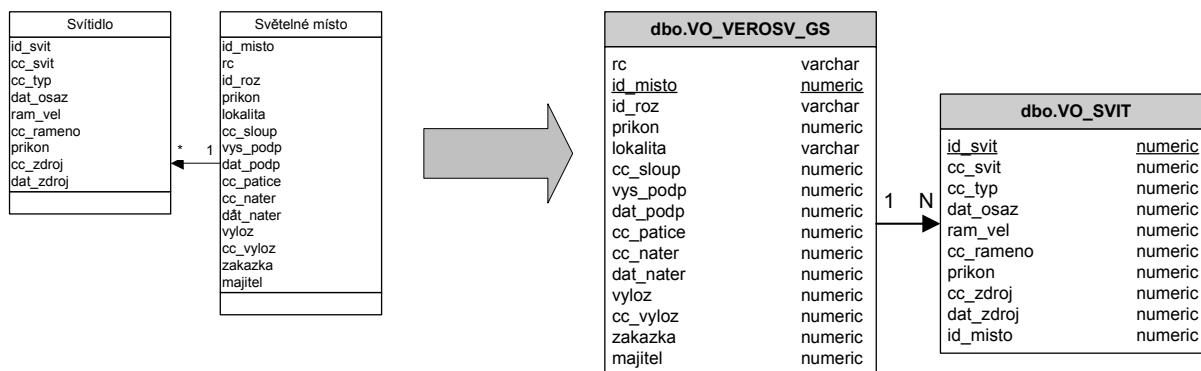 Svítidlo
id_svit
cc_svit
cc_typ
dat_osaz
ram_vel
cc_rameno
prikon
cc_zdroj
dat_zdroj
* 1
Světelné místo
id_misto
rc
id_roz
prikon
lokalita
cc_sloup
vys_podp
dat_podp
cc_patice
cc_nater
dat_nater
vyloz
cc_vyloz
zakazka
majitel
dbo.VO_VEROSV_GS
rc varchar
id_misto numeric
id_roz varchar
prikon numeric
lokalita varchar
cc_sloup numeric
vys_podp numeric
dat_podp numeric
cc_patice numeric
cc_nater numeric
dat_nater numeric
vyloz numeric
cc_vyloz numeric
zakazka numeric
majitel numeric
1 N
dbo.VO_SVIT
id_svit numeric
cc_svit numeric
cc_typ numeric
dat_osaz numeric
ram_vel numeric
cc_rameno numeric
prikon numeric
cc_zdroj numeric
dat_zdroj numeric
id_misto numeric